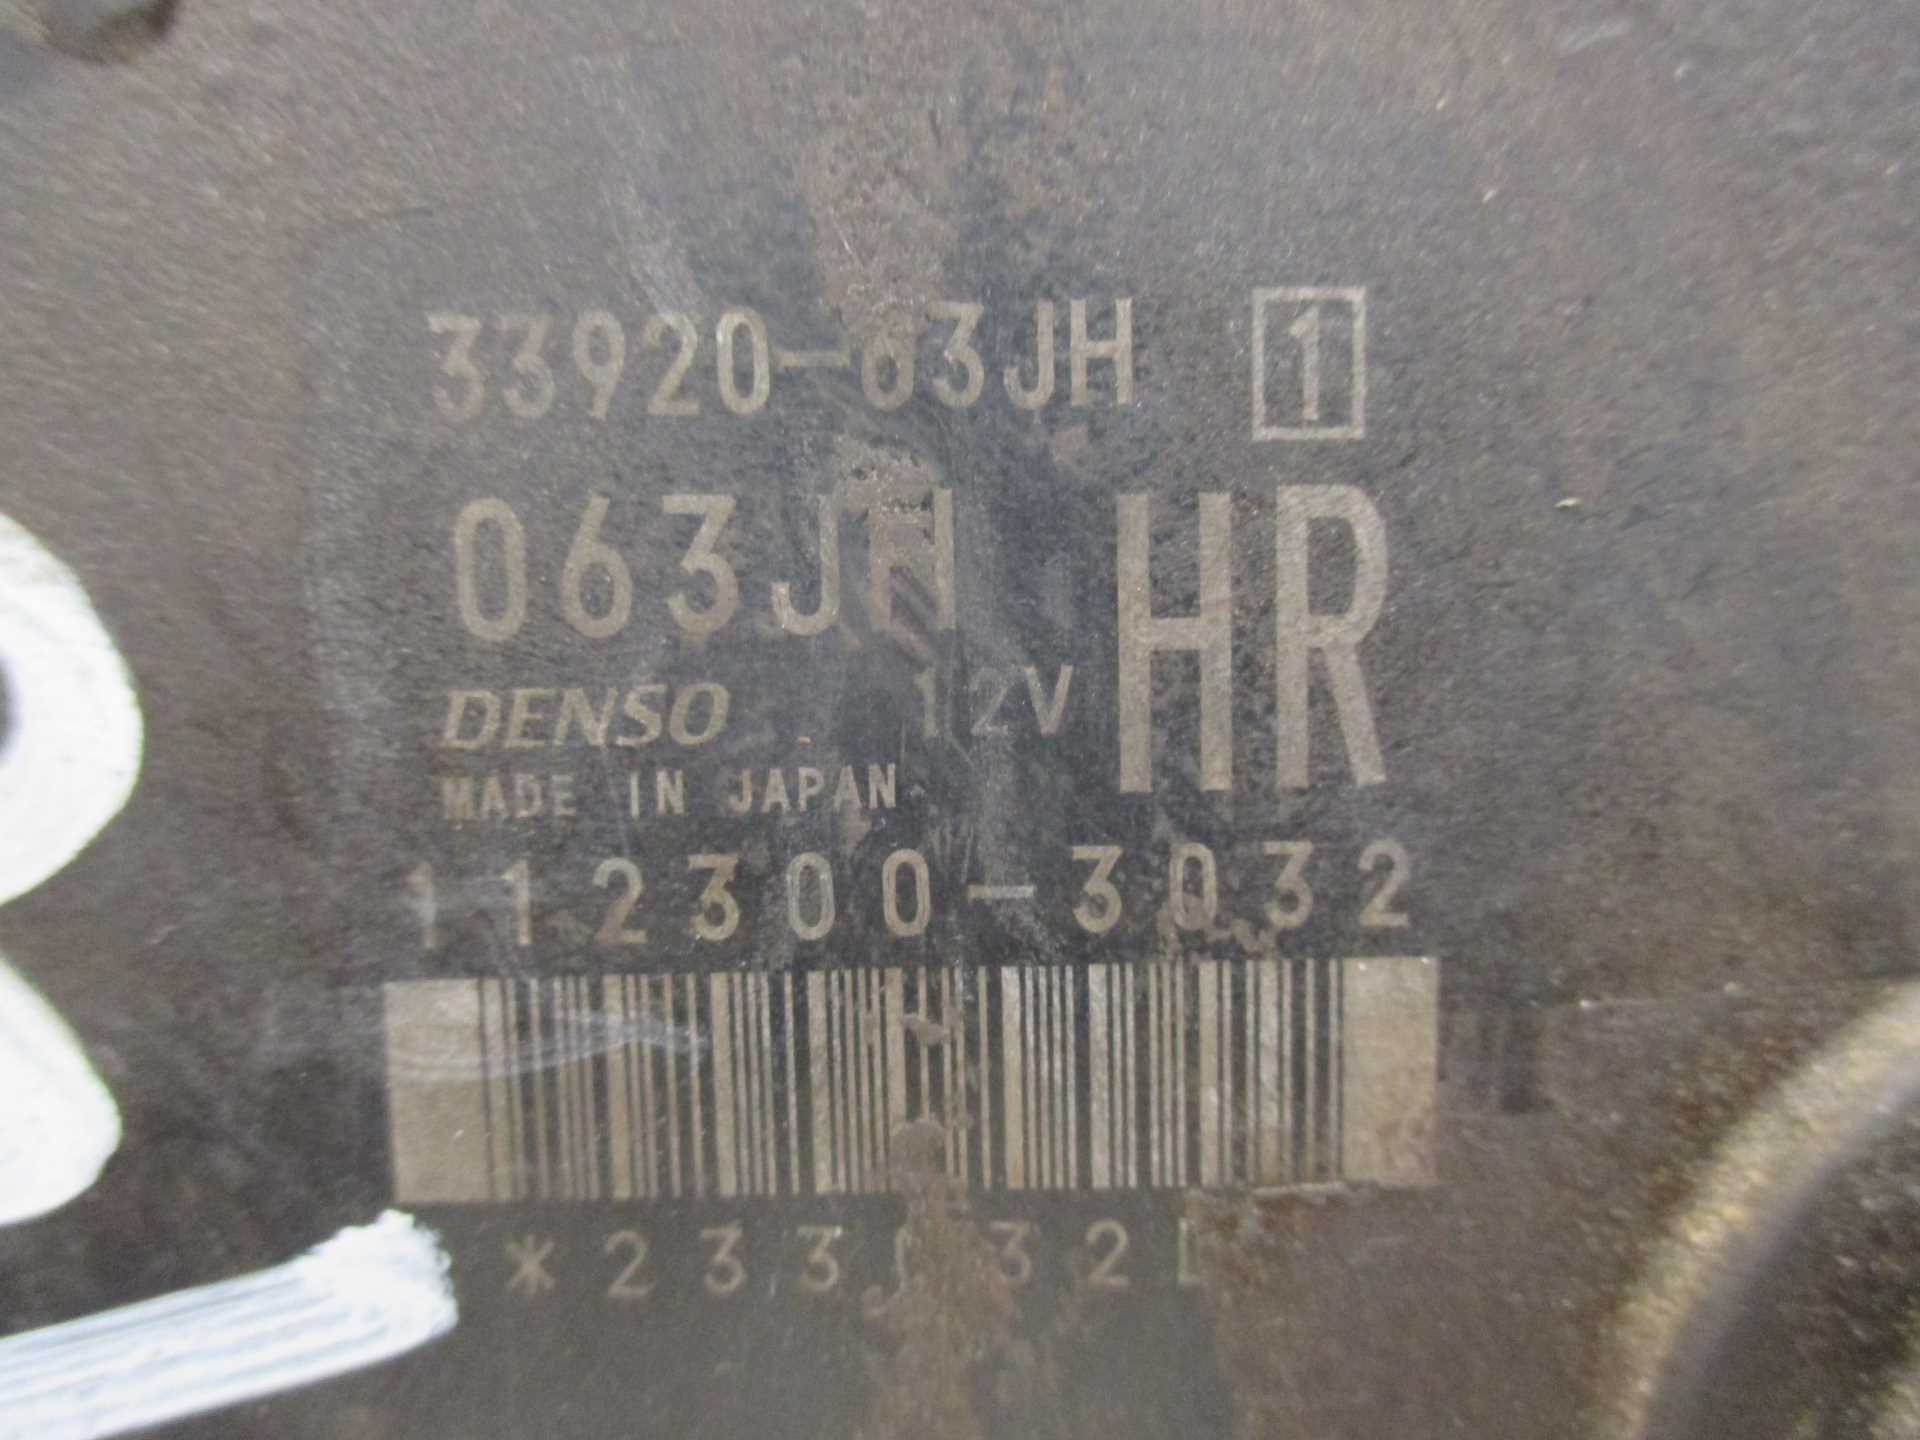 33920-63JH 1
063JH HR
DENSO 12V
MADE IN JAPAN
112300-3032